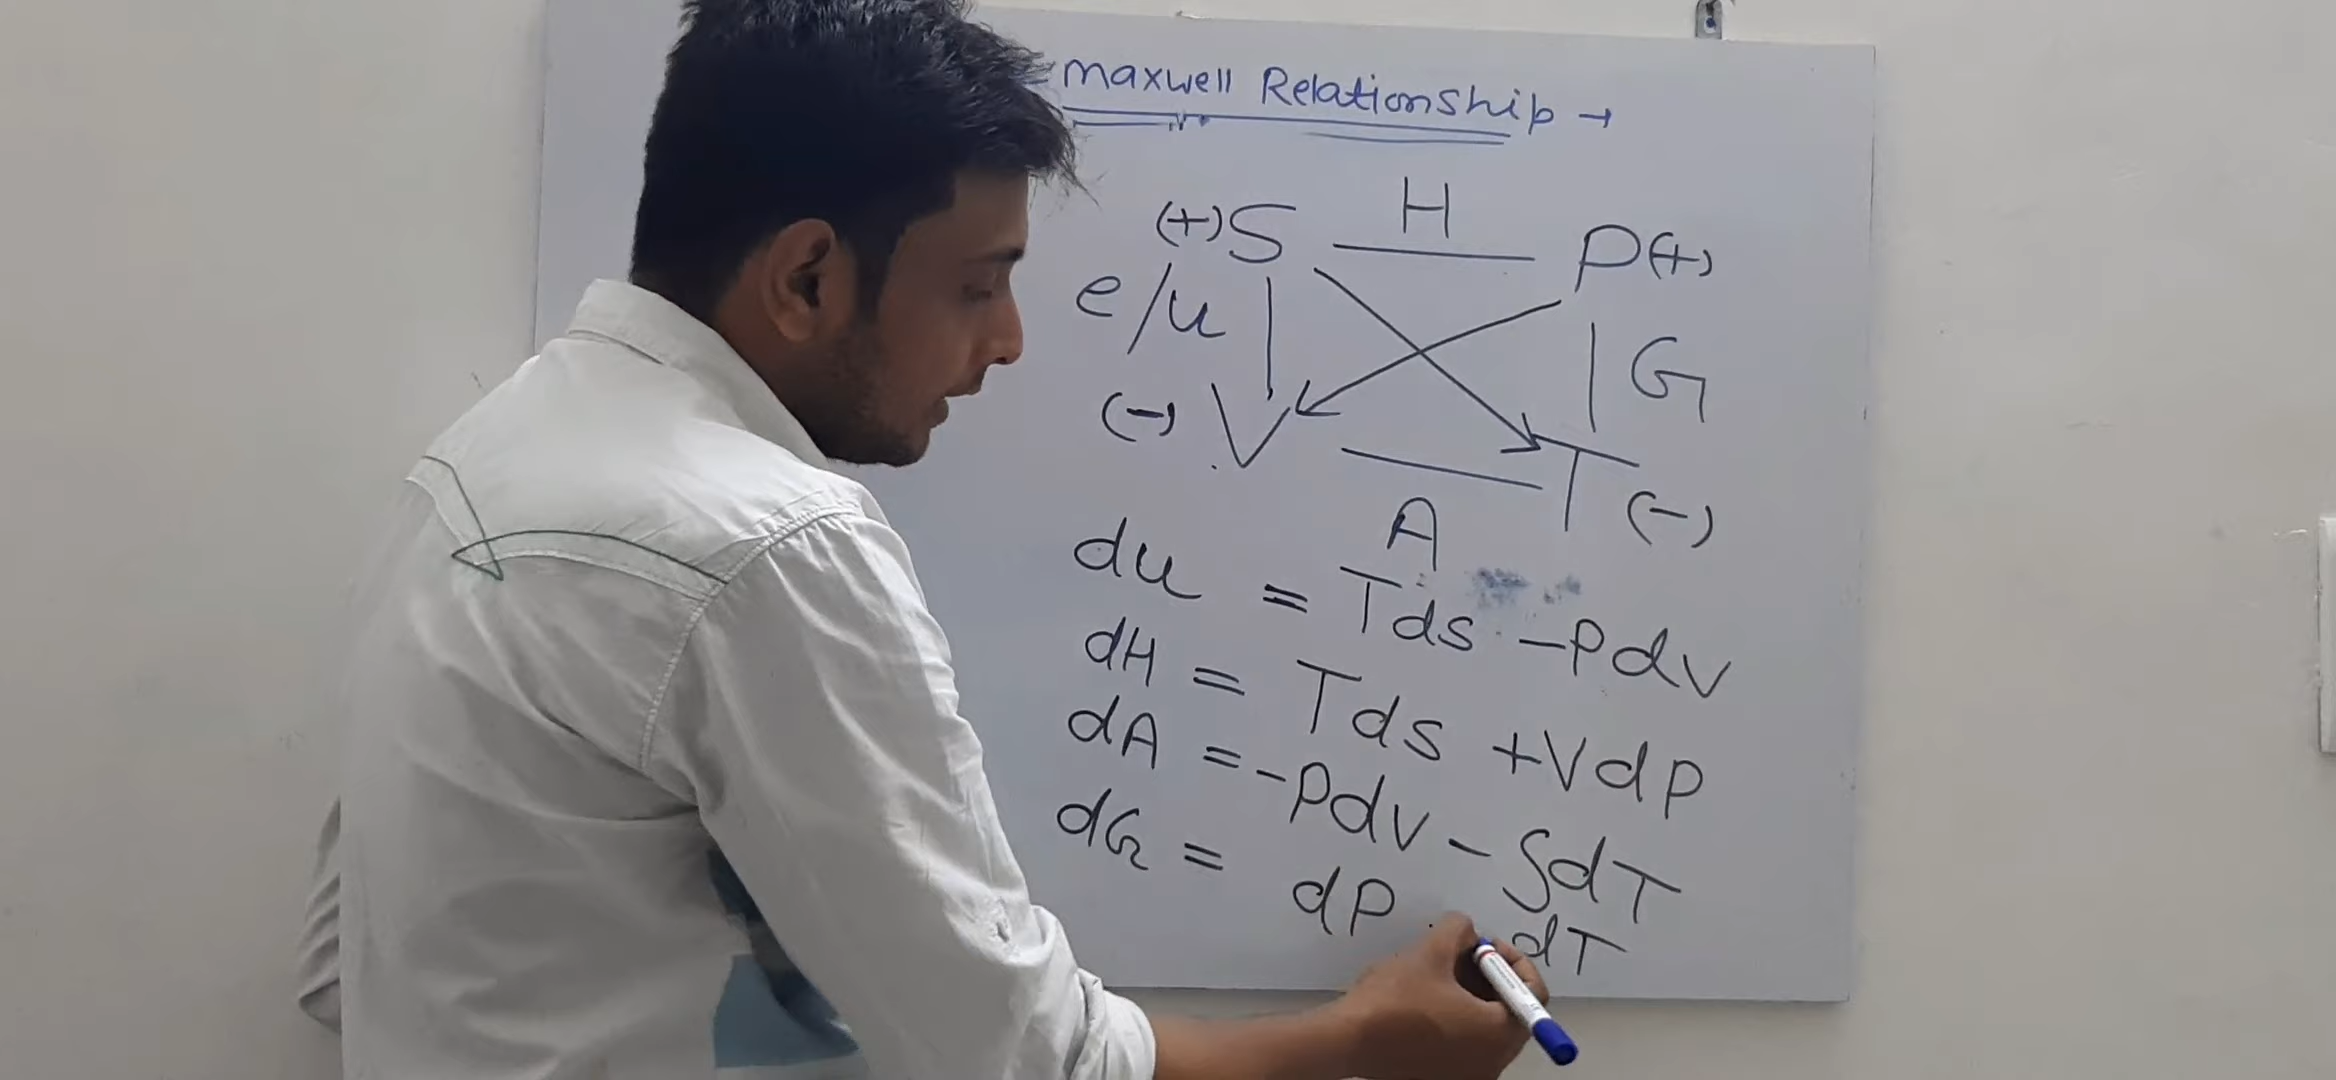 Maxwell Relationship →
H
(+) S P (+)
e/u G
(-) V T (-)
A
du = Tds - Pdv
dH = Tds + Vdp
dA = -Pdv - SdT
dG = dP dT